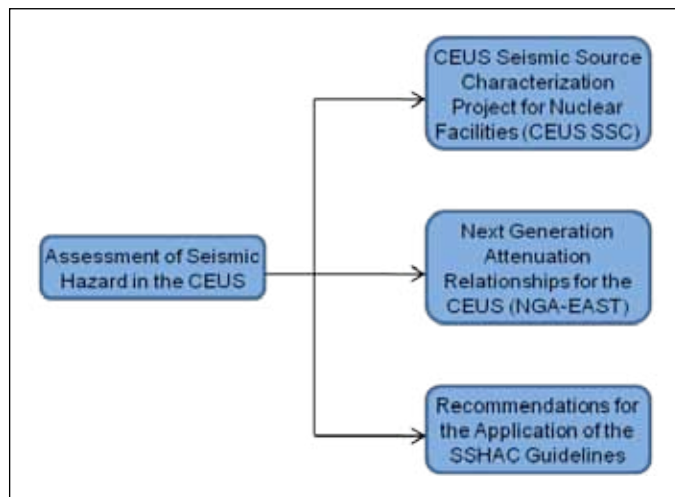 CEUS Seismic Source
Characterization
Project for Nuclear
Facilities (CEUS SSC)
Assessment of Seismic
Hazard in the CEUS
Next Generation
Attenuation
Relationships for the
CEUS (NGA-EAST)
Recommendations for
the Application of the
SSHAC Guidelines